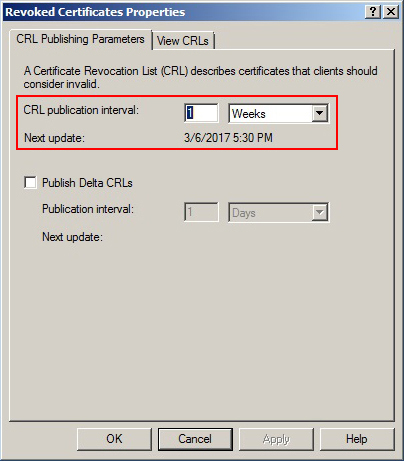 Revoked Certificates Properties
CRL Publishing Parameters View CRLs
A Certificate Revocation List (CRL) describes certificates that clients should
consider invalid.
CRL publication interval: 1 Weeks
Next update: 3/6/2017 5:30 PM
Publish Delta CRLs
Publication interval: 1 Days
Next update:
OK Cancel Apply Help